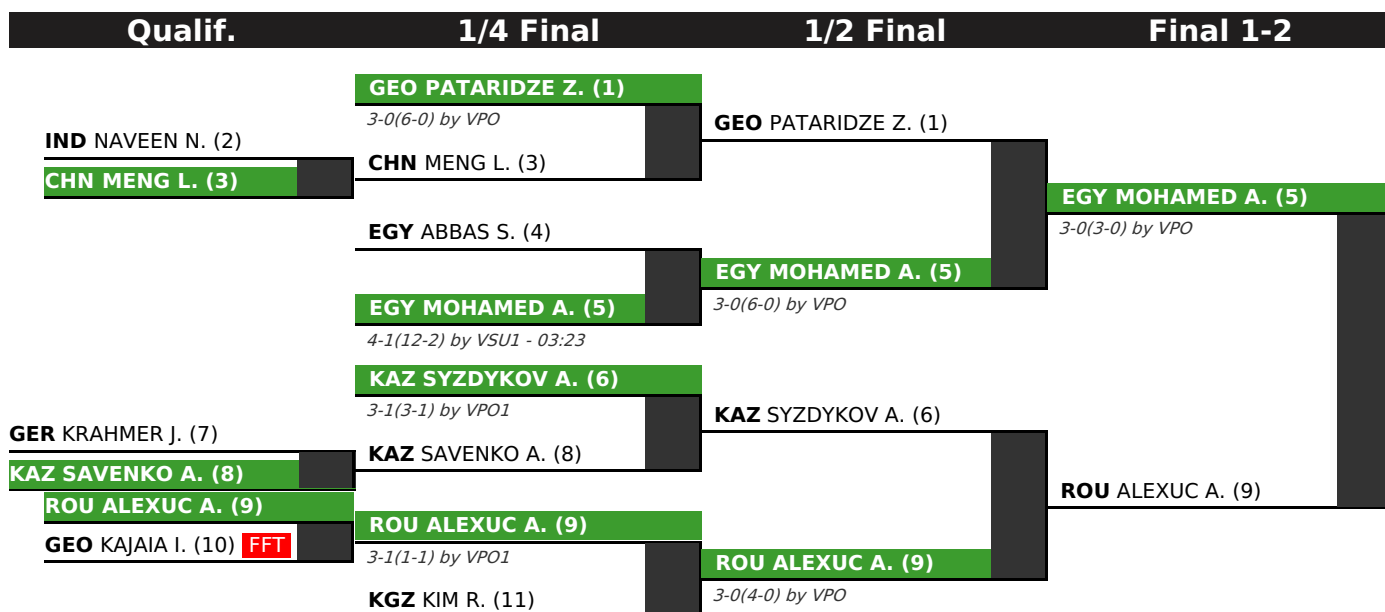 Qualif. 1/4 Final 1/2 Final Final 1-2
IND NAVEEN N. (2)
CHN MENG L. (3)
GER KRAHMER J. (7)
KAZ SAVENKO A. (8)
ROU ALEXUC A. (9)
GEO KAJAIA I. (10) FFT
GEO PATARIDZE Z. (1)
3-0(6-0) by VPO
CHN MENG L. (3)
EGY ABBAS S. (4)
EGY MOHAMED A. (5)
4-1(12-2) by VSU1 - 03:23
KAZ SYZDYKOV A. (6)
3-1(3-1) by VPO1
KAZ SAVENKO A. (8)
ROU ALEXUC A. (9)
3-1(1-1) by VPO1
KGZ KIM R. (11)
GEO PATARIDZE Z. (1)
EGY MOHAMED A. (5)
3-0(6-0) by VPO
KAZ SYZDYKOV A. (6)
ROU ALEXUC A. (9)
3-0(4-0) by VPO
EGY MOHAMED A. (5)
3-0(3-0) by VPO
ROU ALEXUC A. (9)